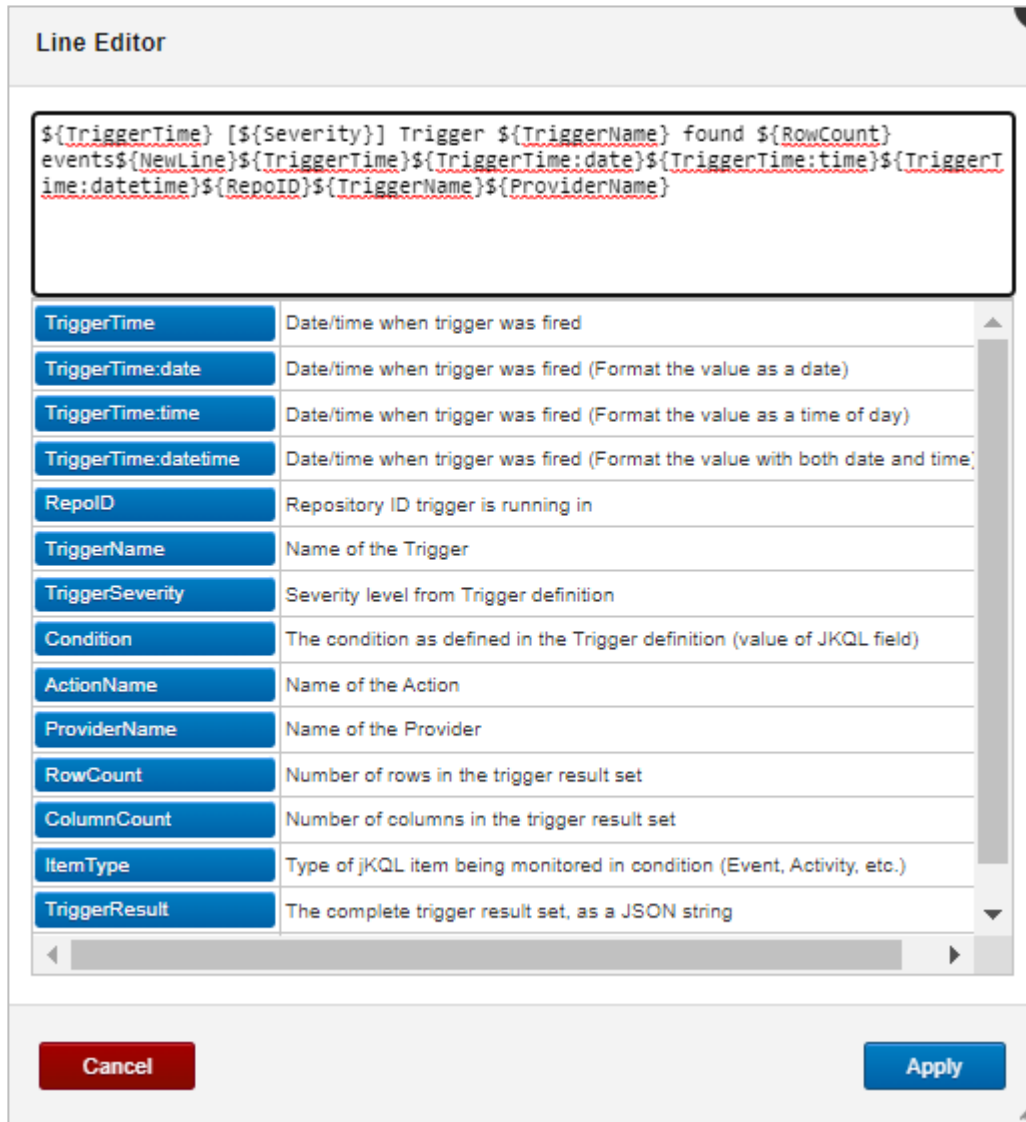 Line Editor
${TriggerTime} [${Severity}] Trigger ${TriggerName} found ${RowCount}
events${NewLine}${TriggerTime}${TriggerTime:date}${TriggerTime:time}${TriggerT
ime:datetime}${RepoID}${TriggerName}${ProviderName}
TriggerTime Date/time when trigger was fired
TriggerTime:date Date/time when trigger was fired (Format the value as a date)
TriggerTime:time Date/time when trigger was fired (Format the value as a time of day)
TriggerTime:datetime Date/time when trigger was fired (Format the value with both date and time)
RepoID Repository ID trigger is running in
TriggerName Name of the Trigger
TriggerSeverity Severity level from Trigger definition
Condition The condition as defined in the Trigger definition (value of JKQL field)
ActionName Name of the Action
ProviderName Name of the Provider
RowCount Number of rows in the trigger result set
ColumnCount Number of columns in the trigger result set
ItemType Type of jKQL item being monitored in condition (Event, Activity, etc.)
TriggerResult The complete trigger result set, as a JSON string
Cancel Apply